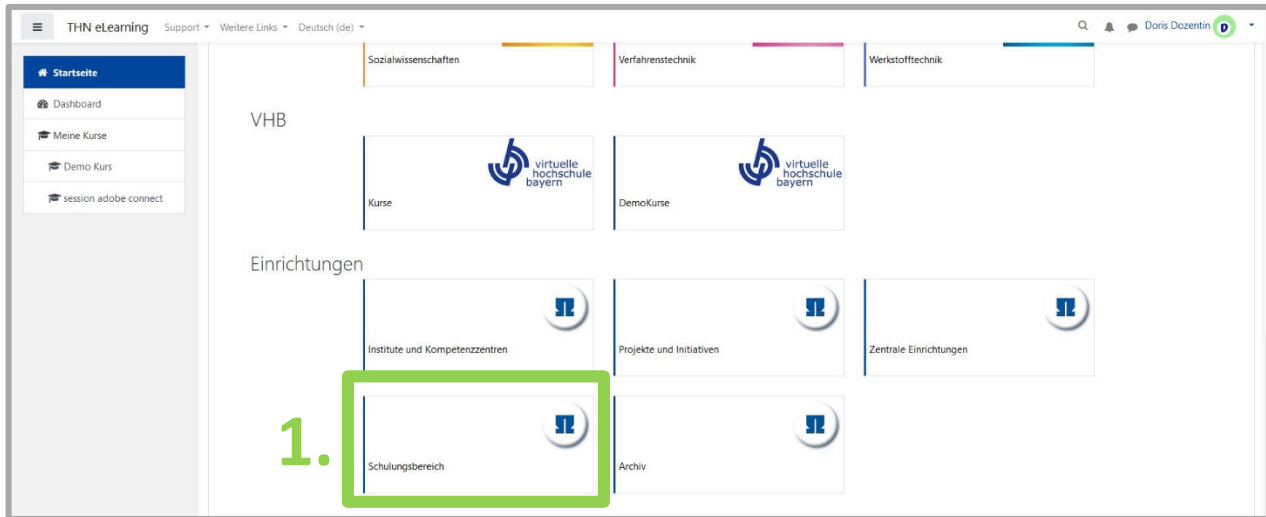 THN eLearning Support Weitere Links Deutsch (de) Doris Dozentin D
Startseite
Dashboard
Meine Kurse
Demo Kurs
session adobe connect
Sozialwissenschaften
Verfahrenstechnik
Werkstofftechnik
VHB
virtuelle
hochschule
bayern
Kurse
virtuelle
hochschule
bayern
DemoKurse
Einrichtungen
Institute und Kompetenzzentren
Projekte und Initiativen
Zentrale Einrichtungen
1.
Schulungsbereich
Archiv